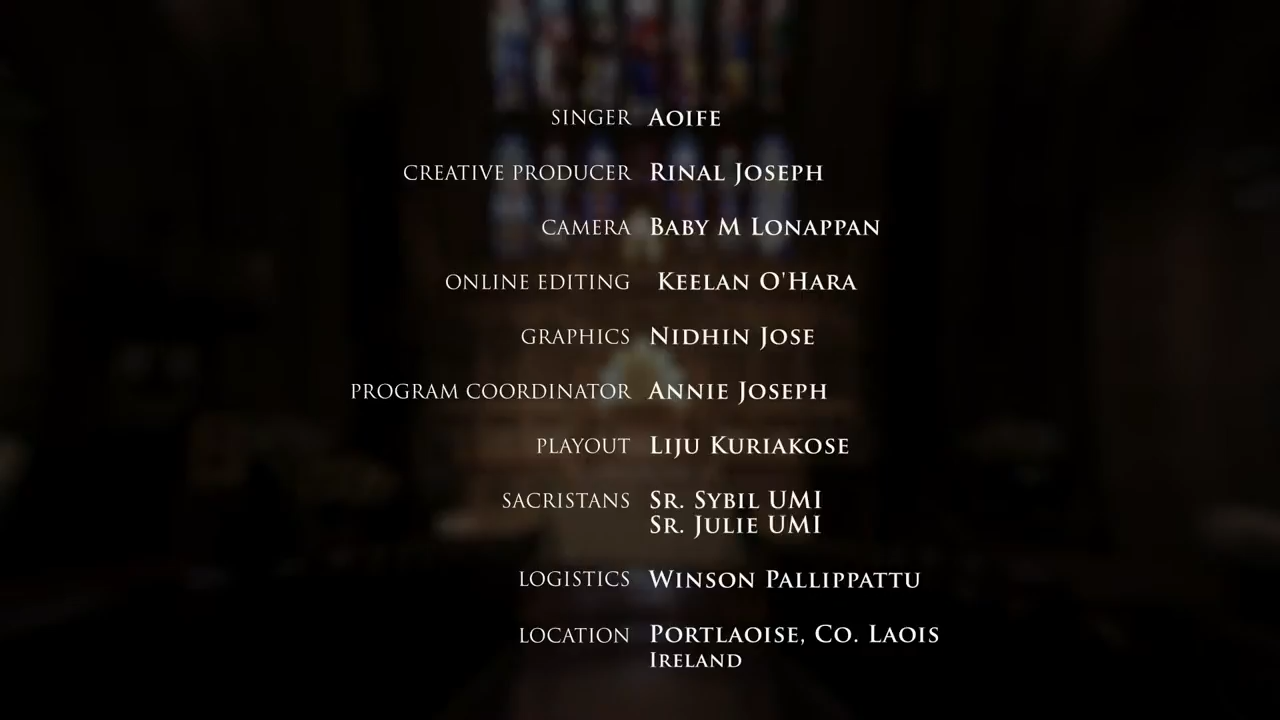 SINGER AOIFE
CREATIVE PRODUCER RINAL JOSEPH
CAMERA BABY M LONAPPAN
ONLINE EDITING KEELAN O'HARA
GRAPHICS NIDHIN JOSE
PROGRAM COORDINATOR ANNIE JOSEPH
PLAYOUT LIJU KURIAKOSE
SACRISTANS SR. SYBIL UMI
SR. JULIE UMI
LOGISTICS WINSON PALLIPPATTU
LOCATION PORTLAOISE, CO. LAOIS
IRELAND